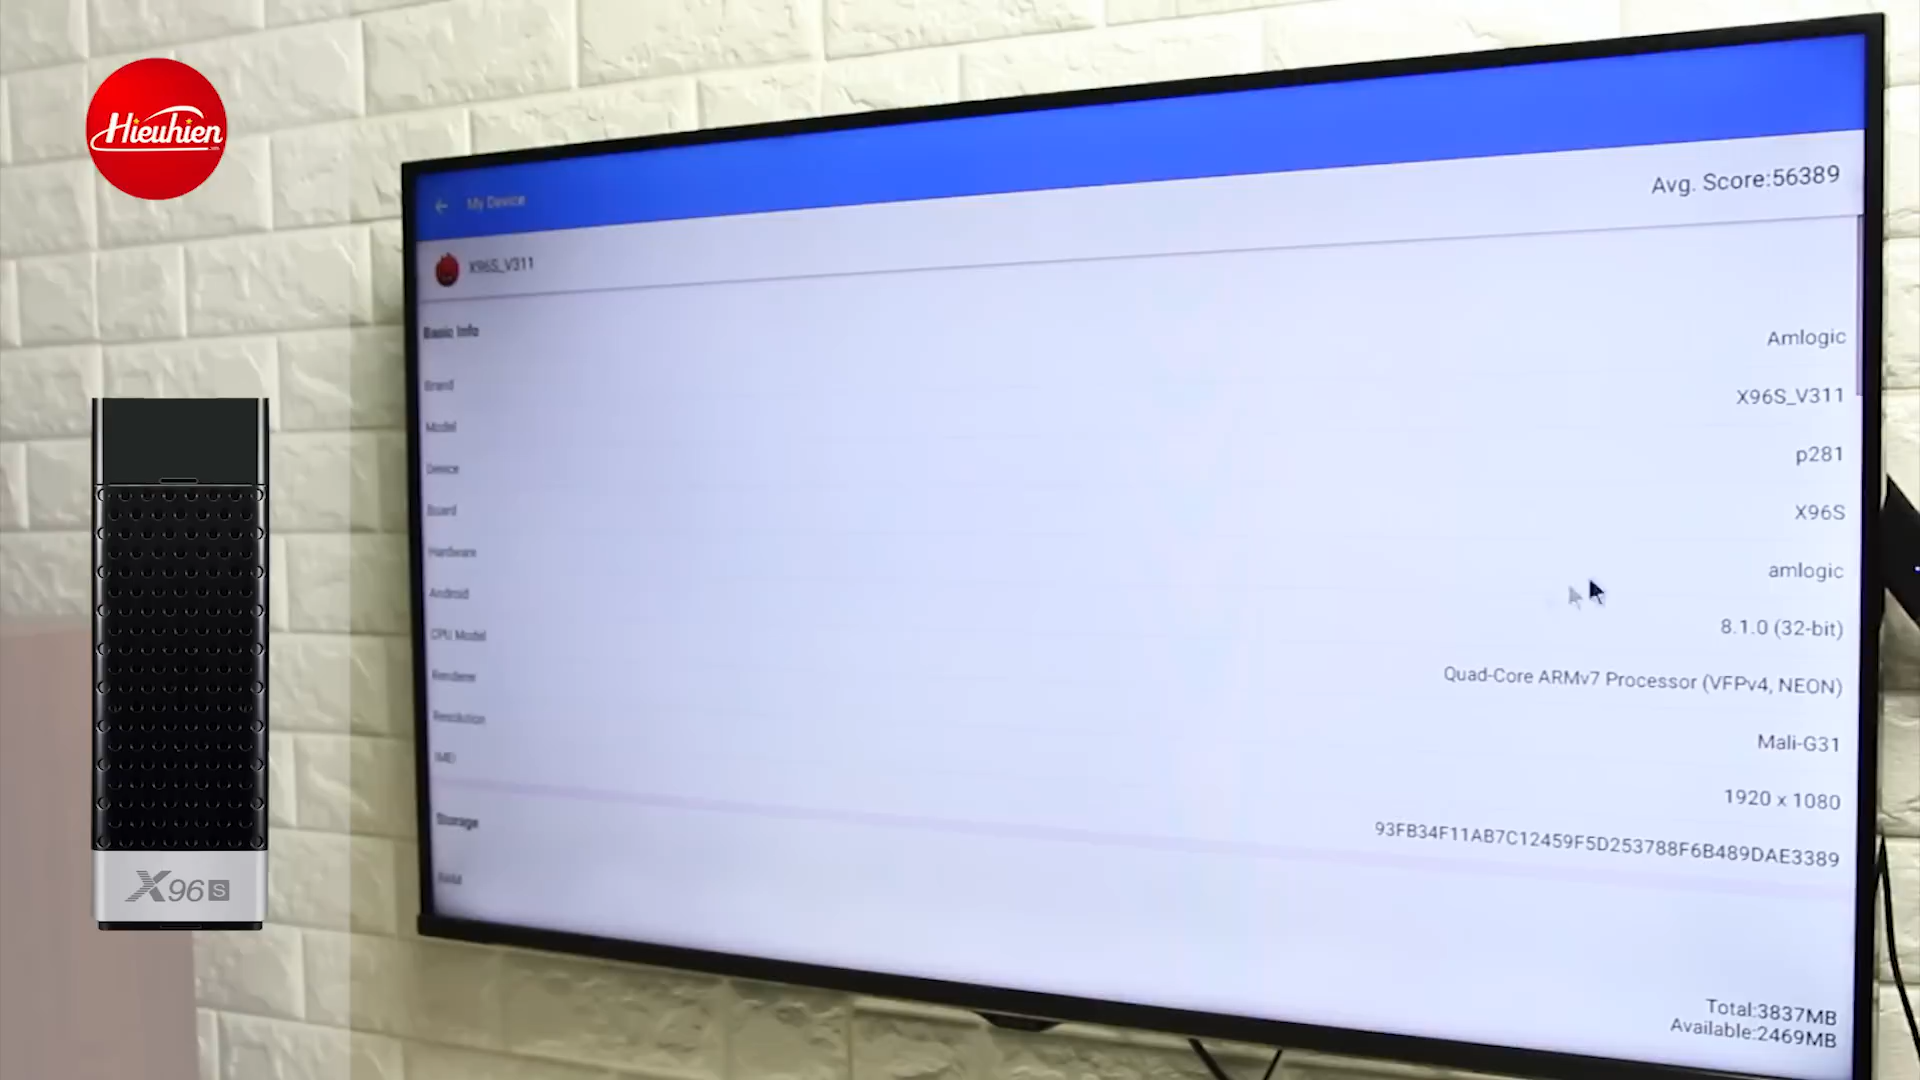 Hieuhien
My Device
Avg. Score:56389
X96S_V311
Basic Info
Brand
Amlogic
Model
X96S_V311
Device
p281
Board
X96S
Hardware
amlogic
Android
8.1.0 (32-bit)
CPU Model
Quad-Core ARMv7 Processor (VFPv4, NEON)
Renderer
Mali-G31
Resolution
1920 x 1080
IMEI
93FB34F11AB7C12459F5D253788F6B489DAE3389
Storage
RAM
Total:3837MB
Available:2469MB
X96S